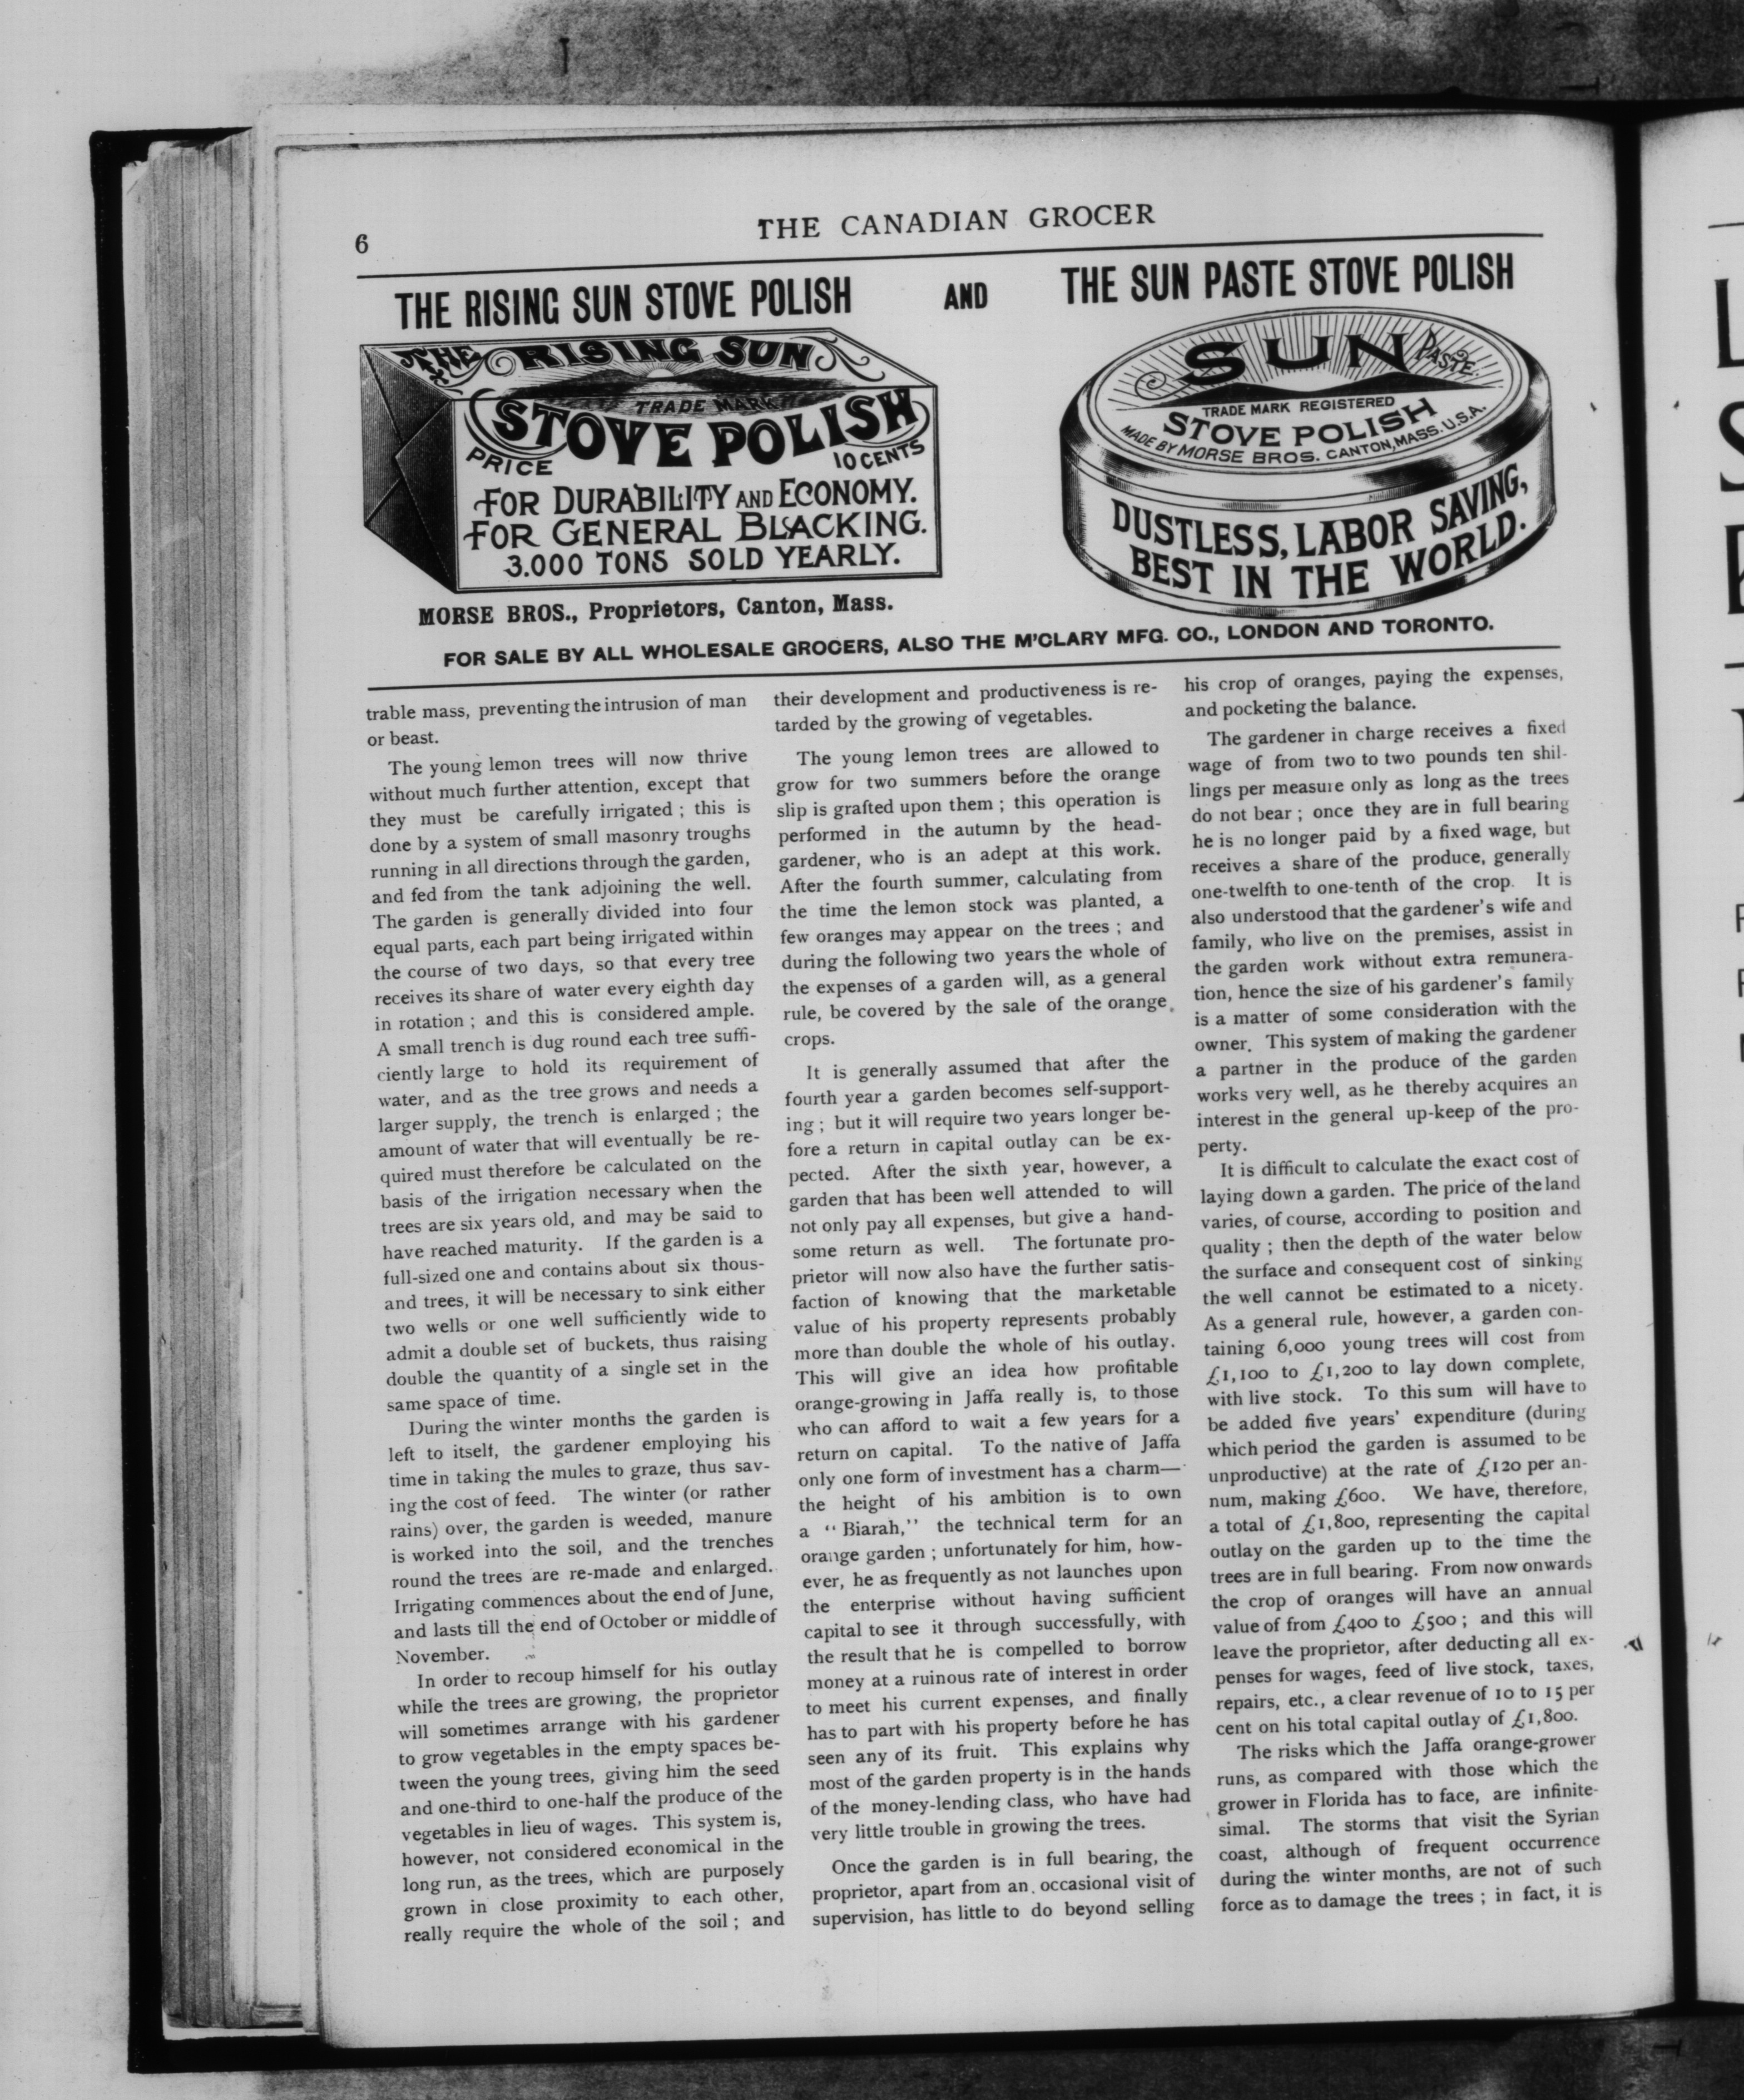 6
THE CANADIAN GROCER
THE RISING SUN STOVE POLISH AND THE SUN PASTE STOVE POLISH
THE RISING SUN
TRADE MARK
STOVE POLISH
PRICE 10 CENTS
FOR DURABILITY AND ECONOMY.
FOR GENERAL BLACKING.
3.000 TONS SOLD YEARLY.
SUN PASTE
TRADE MARK REGISTERED
STOVE POLISH
MADE BY MORSE BROS. CANTON, MASS. U.S.A.
DUSTLESS, LABOR SAVING,
BEST IN THE WORLD.
MORSE BROS., Proprietors, Canton, Mass.
FOR SALE BY ALL WHOLESALE GROCERS, ALSO THE M'CLARY MFG. CO., LONDON AND TORONTO.
trable mass, preventing the intrusion of man
or beast.
The young lemon trees will now thrive
without much further attention, except that
they must be carefully irrigated ; this is
done by a system of small masonry troughs
running in all directions through the garden,
and fed from the tank adjoining the well.
The garden is generally divided into four
equal parts, each part being irrigated within
the course of two days, so that every tree
receives its share of water every eighth day
in rotation ; and this is considered ample.
A small trench is dug round each tree suffi-
ciently large to hold its requirement of
water, and as the tree grows and needs a
larger supply, the trench is enlarged ; the
amount of water that will eventually be re-
quired must therefore be calculated on the
basis of the irrigation necessary when the
trees are six years old, and may be said to
have reached maturity. If the garden is a
full-sized one and contains about six thous-
and trees, it will be necessary to sink either
two wells or one well sufficiently wide to
admit a double set of buckets, thus raising
double the quantity of a single set in the
same space of time.
During the winter months the garden is
left to itself, the gardener employing his
time in taking the mules to graze, thus sav-
ing the cost of feed. The winter (or rather
rains) over, the garden is weeded, manure
is worked into the soil, and the trenches
round the trees are re-made and enlarged.
Irrigating commences about the end of June,
and lasts till the end of October or middle of
November.
In order to recoup himself for his outlay
while the trees are growing, the proprietor
will sometimes arrange with his gardener
to grow vegetables in the empty spaces be-
tween the young trees, giving him the seed
and one-third to one-half the produce of the
vegetables in lieu of wages. This system is,
however, not considered economical in the
long run, as the trees, which are purposely
grown in close proximity to each other,
really require the whole of the soil ; and
their development and productiveness is re-
tarded by the growing of vegetables.
The young lemon trees are allowed to
grow for two summers before the orange
slip is grafted upon them ; this operation is
performed in the autumn by the head-
gardener, who is an adept at this work.
After the fourth summer, calculating from
the time the lemon stock was planted, a
few oranges may appear on the trees ; and
during the following two years the whole of
the expenses of a garden will, as a general
rule, be covered by the sale of the orange
crops.
It is generally assumed that after the
fourth year a garden becomes self-support-
ing ; but it will require two years longer be-
fore a return in capital outlay can be ex-
pected. After the sixth year, however, a
garden that has been well attended to will
not only pay all expenses, but give a hand-
some return as well. The fortunate pro-
prietor will now also have the further satis-
faction of knowing that the marketable
value of his property represents probably
more than double the whole of his outlay.
This will give an idea how profitable
orange-growing in Jaffa really is, to those
who can afford to wait a few years for a
return on capital. To the native of Jaffa
only one form of investment has a charm—
the height of his ambition is to own
a “ Biarah,” the technical term for an
orange garden ; unfortunately for him, how-
ever, he as frequently as not launches upon
the enterprise without having sufficient
capital to see it through successfully, with
the result that he is compelled to borrow
money at a ruinous rate of interest in order
to meet his current expenses, and finally
has to part with his property before he has
seen any of its fruit. This explains why
most of the garden property is in the hands
of the money-lending class, who have had
very little trouble in growing the trees.
Once the garden is in full bearing, the
proprietor, apart from an occasional visit of
supervision, has little to do beyond selling
his crop of oranges, paying the expenses,
and pocketing the balance.
The gardener in charge receives a fixed
wage of from two to two pounds ten shil-
lings per measure only as long as the trees
do not bear ; once they are in full bearing
he is no longer paid by a fixed wage, but
receives a share of the produce, generally
one-twelfth to one-tenth of the crop. It is
also understood that the gardener's wife and
family, who live on the premises, assist in
the garden work without extra remunera-
tion, hence the size of his gardener's family
is a matter of some consideration with the
owner. This system of making the gardener
a partner in the produce of the garden
works very well, as he thereby acquires an
interest in the general up-keep of the pro-
perty.
It is difficult to calculate the exact cost of
laying down a garden. The price of the land
varies, of course, according to position and
quality ; then the depth of the water below
the surface and consequent cost of sinking
the well cannot be estimated to a nicety.
As a general rule, however, a garden con-
taining 6,000 young trees will cost from
£1,100 to £1,200 to lay down complete,
with live stock. To this sum will have to
be added five years' expenditure (during
which period the garden is assumed to be
unproductive) at the rate of £120 per an-
num, making £600. We have, therefore,
a total of £1,800, representing the capital
outlay on the garden up to the time the
trees are in full bearing. From now onwards
the crop of oranges will have an annual
value of from £400 to £500 ; and this will
leave the proprietor, after deducting all ex-
penses for wages, feed of live stock, taxes,
repairs, etc., a clear revenue of 10 to 15 per
cent on his total capital outlay of £1,800.
The risks which the Jaffa orange-grower
runs, as compared with those which the
grower in Florida has to face, are infinite-
simal. The storms that visit the Syrian
coast, although of frequent occurrence
during the winter months, are not of such
force as to damage the trees ; in fact, it is